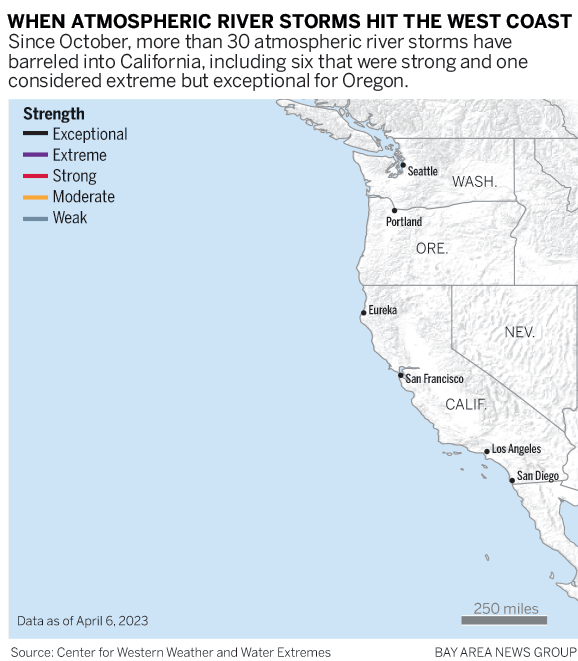 WHEN ATMOSPHERIC RIVER STORMS HIT THE WEST COAST
Since October, more than 30 atmospheric river storms have
barreled into California, including six that were strong and one
considered extreme but exceptional for Oregon.
Strength
Exceptional
Extreme
Strong
Moderate
Weak
Seattle
WASH.
Portland
ORE.
Eureka
NEV.
San Francisco
CALIF.
Los Angeles
San Diego
250 miles
Data as of April 6, 2023
Source: Center for Western Weather and Water Extremes
BAY AREA NEWS GROUP